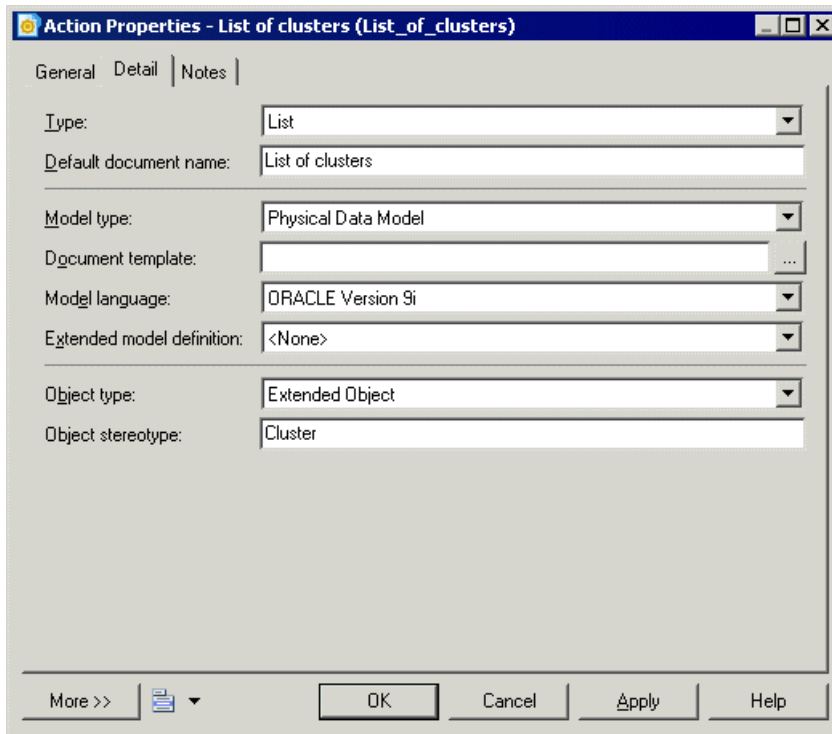 Action Properties - List of clusters (List_of_clusters)
General Detail Notes
Type: List
Default document name: List of clusters
Model type: Physical Data Model
Document template: ...
Model language: ORACLE Version 9i
Extended model definition: <None>
Object type: Extended Object
Object stereotype: Cluster
More >> OK Cancel Apply Help